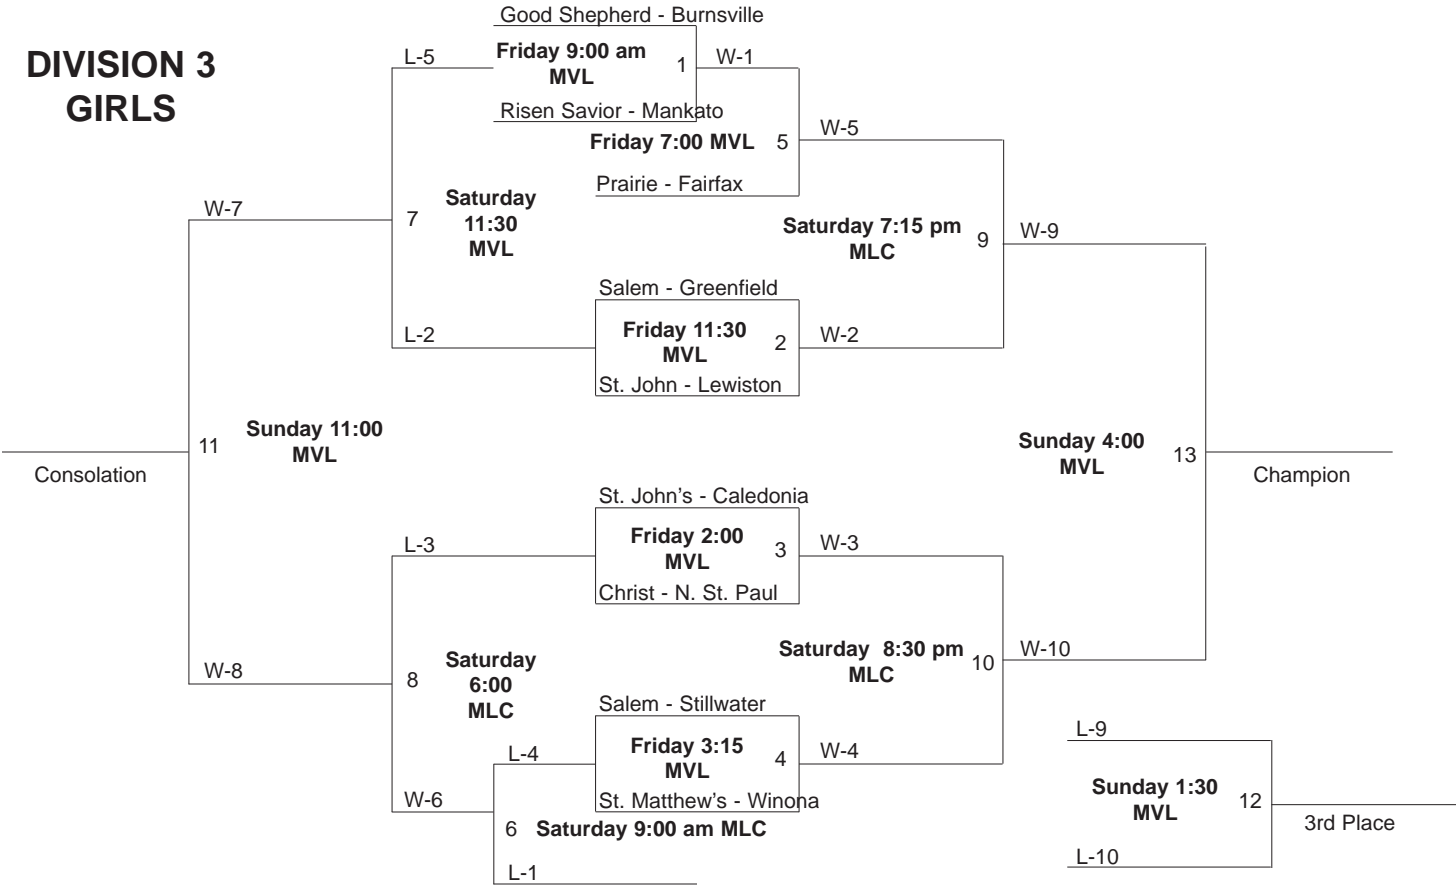 DIVISION 3
GIRLS
Good Shepherd - Burnsville
L-5
Friday 9:00 am
MVL
1
W-1
Risen Savior - Mankato
Friday 7:00 MVL
5
W-5
Prairie - Fairfax
W-7
7
Saturday
11:30
MVL
Saturday 7:15 pm
MLC
9
W-9
Salem - Greenfield
L-2
Friday 11:30
MVL
2
W-2
St. John - Lewiston
11
Sunday 11:00
MVL
Consolation
Sunday 4:00
MVL
13
Champion
St. John's - Caledonia
L-3
Friday 2:00
MVL
3
W-3
Christ - N. St. Paul
W-8
8
Saturday
6:00
MLC
Saturday  8:30 pm
MLC
10
W-10
Salem - Stillwater
L-4
Friday 3:15
MVL
4
W-4
St. Matthew's - Winona
W-6
6
Saturday 9:00 am MLC
L-1
L-9
Sunday 1:30
MVL
12
3rd Place
L-10